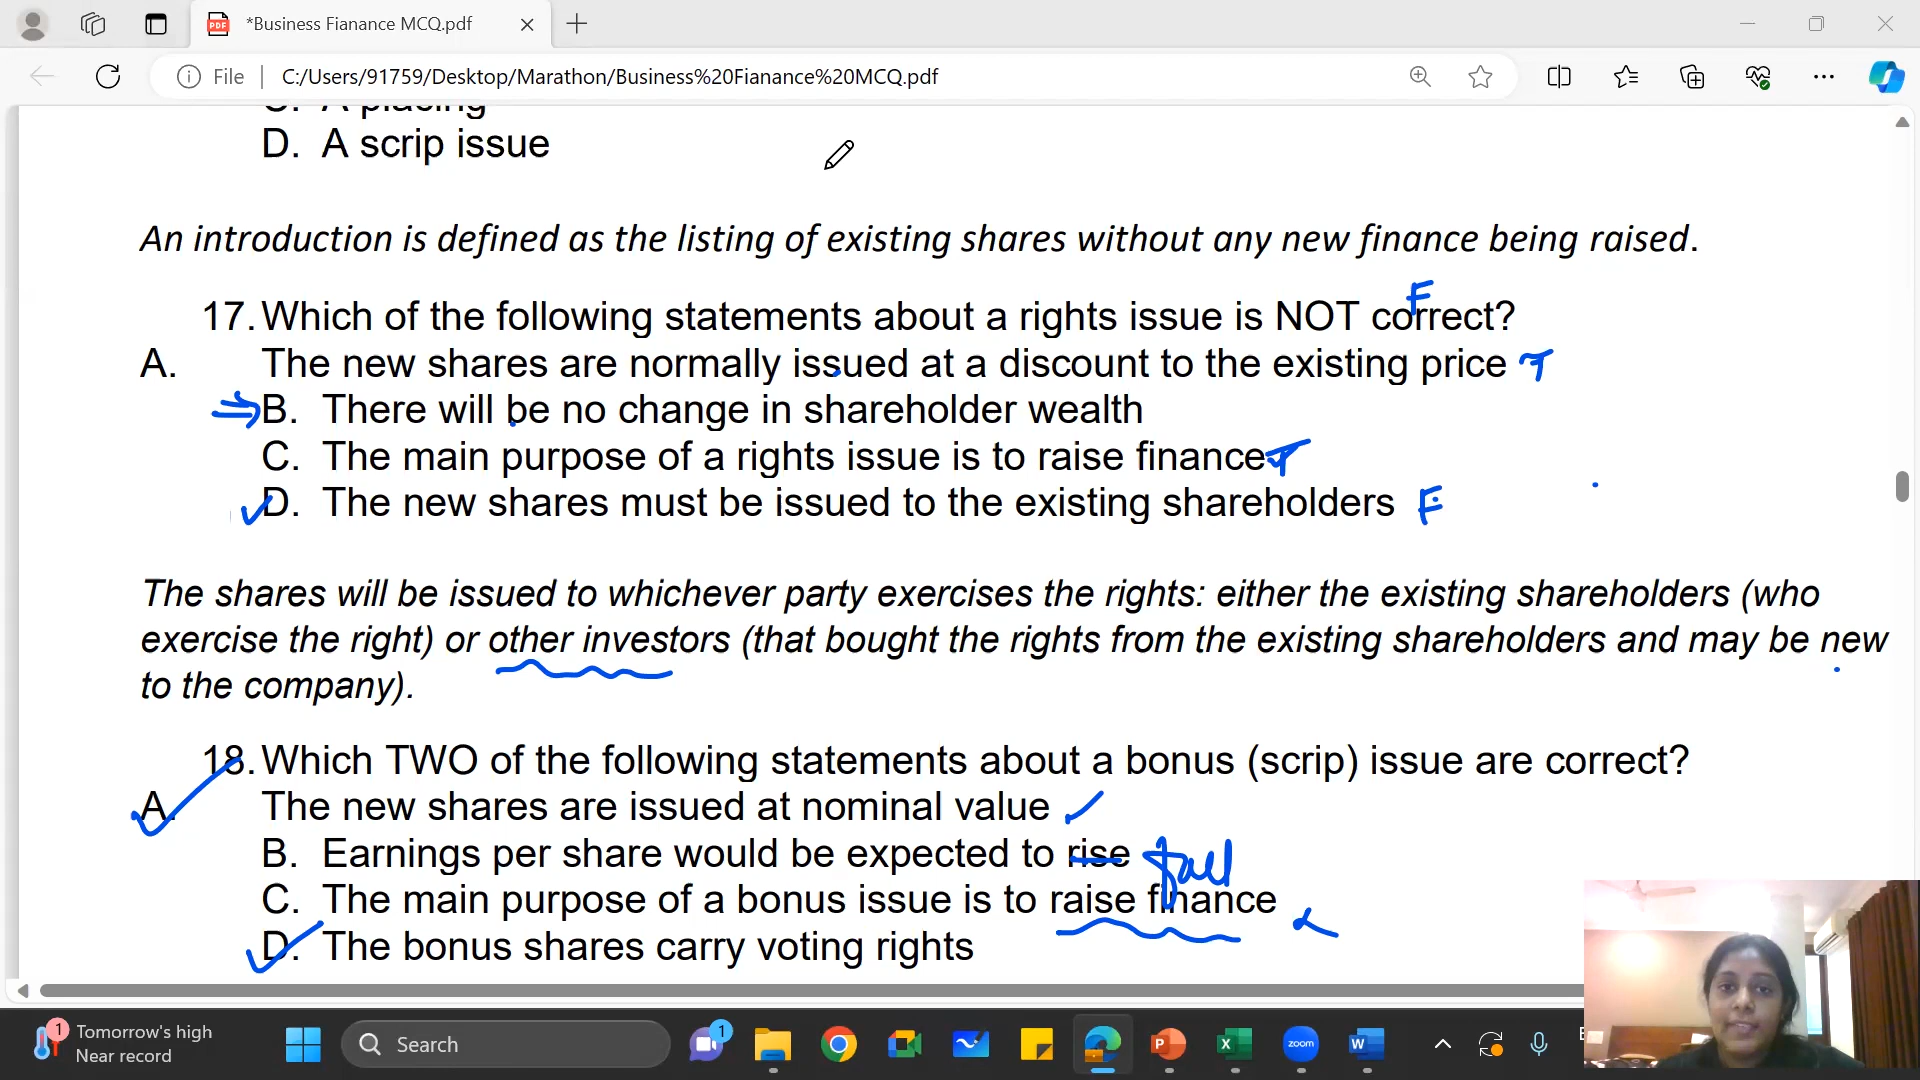 *Business Fianance MCQ.pdf
File
C:/Users/91759/Desktop/Marathon/Business%20Fianance%20MCQ.pdf
C. A placing
D. A scrip issue
An introduction is defined as the listing of existing shares without any new finance being raised.
F
17. Which of the following statements about a rights issue is NOT correct?
A. The new shares are normally issued at a discount to the existing price T
B. There will be no change in shareholder wealth
C. The main purpose of a rights issue is to raise finance T
D. The new shares must be issued to the existing shareholders F
The shares will be issued to whichever party exercises the rights: either the existing shareholders (who
exercise the right) or other investors (that bought the rights from the existing shareholders and may be new
to the company).
18. Which TWO of the following statements about a bonus (scrip) issue are correct?
A. The new shares are issued at nominal value
B. Earnings per share would be expected to rise fall
C. The main purpose of a bonus issue is to raise finance
D. The bonus shares carry voting rights
1
Tomorrow's high
Near record
Search
1
zoom